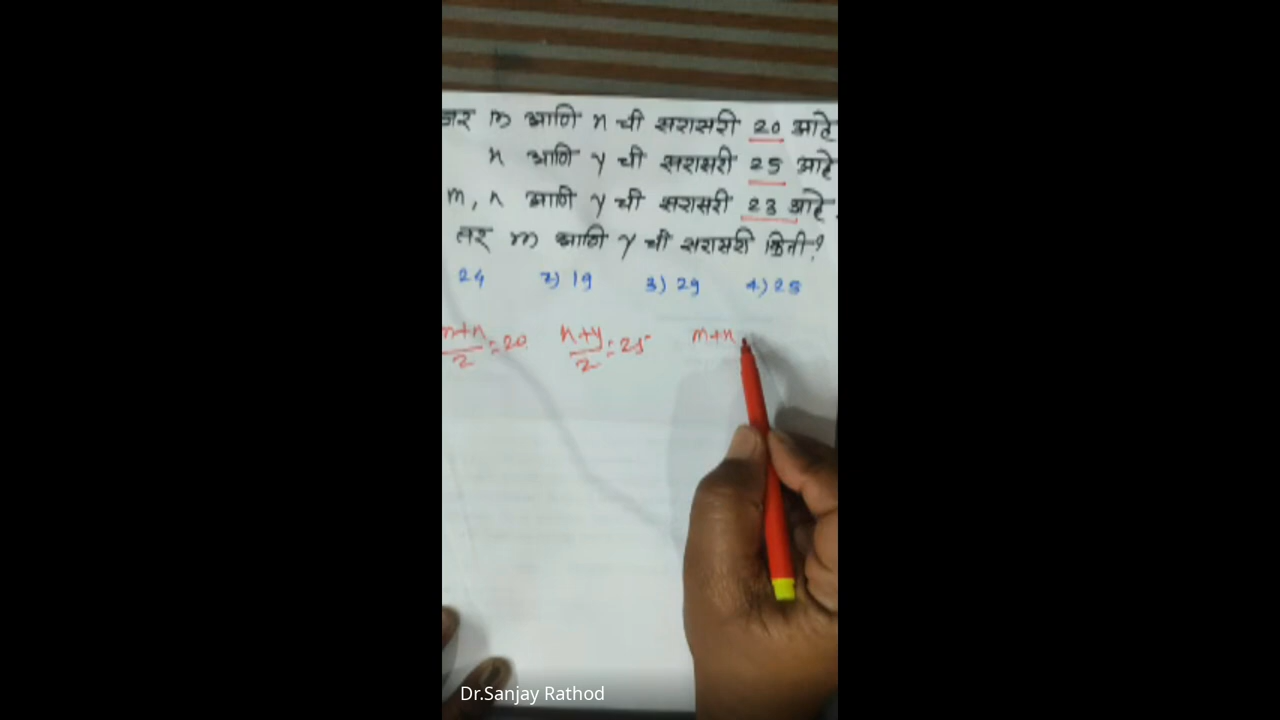 जर m आणि n ची सरासरी 20 आहे
n आणि y ची सरासरी 25 आहे
m, n आणि y ची सरासरी 23 आहे.
तर m आणि y ची सरासरी किती?
24 2) 19 3) 29 4) 28
m+n/2 = 20 n+y/2 = 25 m+n
Dr.Sanjay Rathod